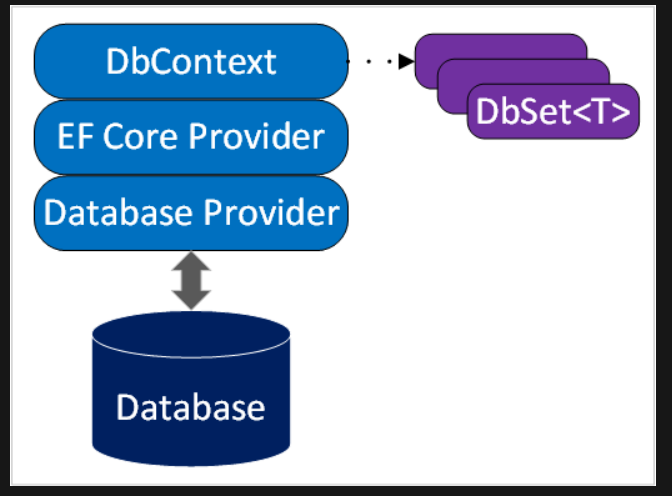 DbContext
DbSet<T>
EF Core Provider
Database Provider
Database